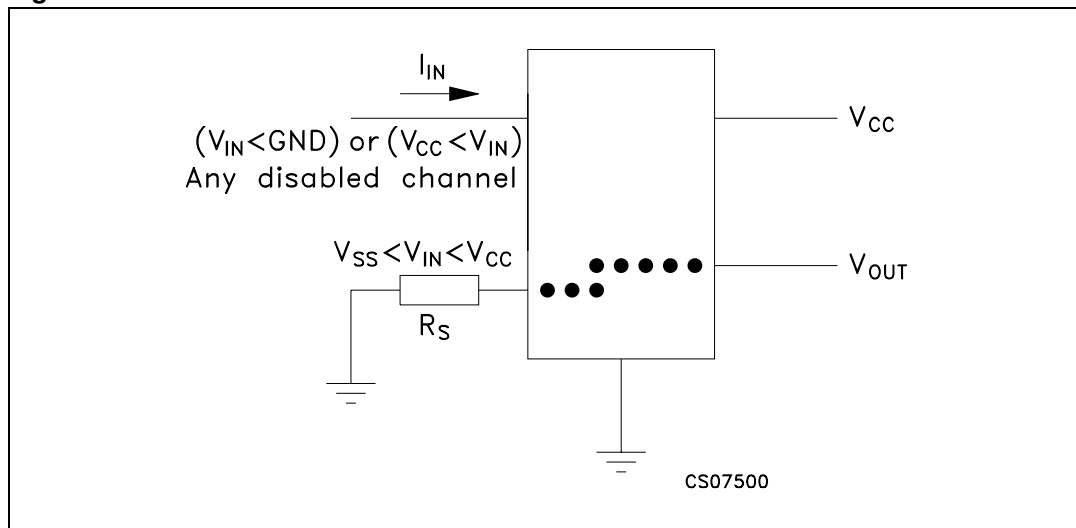 I_IN
(V_IN<GND) or (V_CC<V_IN)
Any disabled channel
V_CC
V_SS<V_IN<V_CC
V_OUT
R_S
CS07500